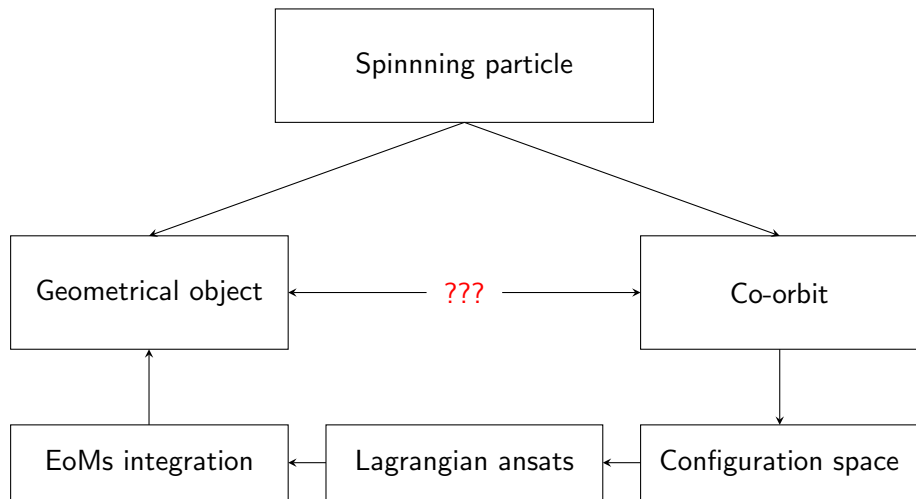 Spinnning particle
Geometrical object
???
Co-orbit
EoMs integration
Lagrangian ansats
Configuration space